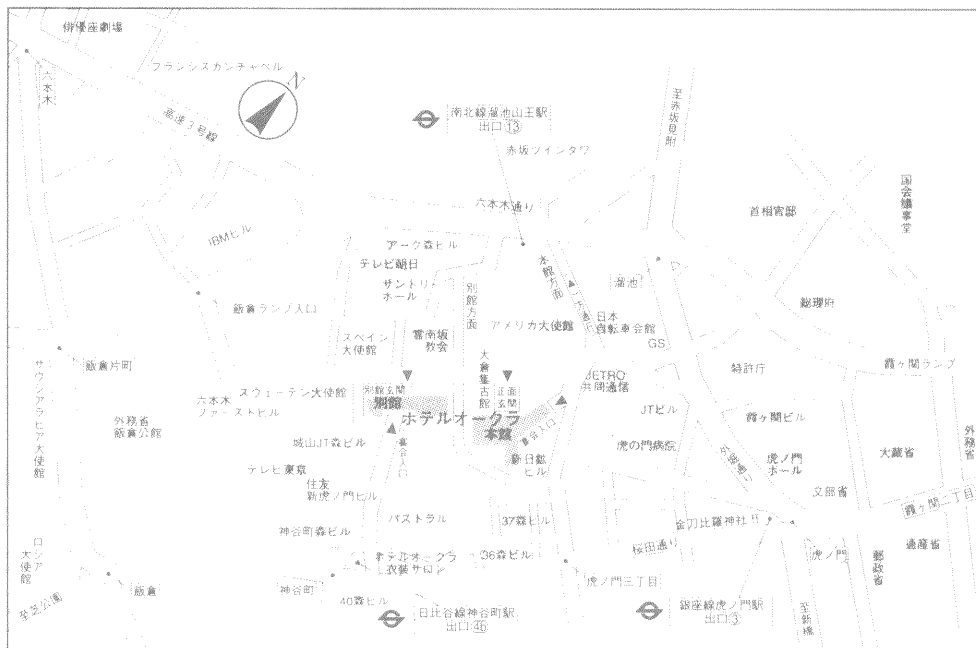 俳優座劇場
六本木
フランシスカンチャペル
N
高速3号線
南北線溜池山王駅
出口⑬
赤坂ツインタワ
至赤坂見附
六本木通り
首相官邸
国会議事堂
IBMビル
アーク森ビル
テレビ朝日
サントリーホール
別館方面
本館方面
溜池
総理府
飯倉ランプ入口
スペイン
大使館
霊南坂
教会
大倉集古館
アメリカ大使館
日本
自転車会館
GS
特許庁
霞ヶ関ランプ
飯倉片町
サウジアラビア大使館
スウェーデン大使館
別館玄関
別館
正面
玄関
JETRO
共同通信
六本木
ファーストビル
ホテルオークラ
本館
宴会入口
宴会入口
JTビル
霞ヶ関ビル
外務省
飯倉公館
城山JT森ビル
新日鉱
ビル
虎の門病院
外堀通り
虎ノ門
ホール
大蔵省
外務省
テレビ東京
住友
新虎ノ門ビル
文部省
霞ヶ関二丁目
パストラル
37森ビル
金刀比羅神社
神谷町森ビル
桜田通り
虎ノ門
郵政省
通産省
ロシア
大使館
ホテルオークラ
衣裳サロン
36森ビル
虎ノ門三丁目
飯倉
神谷町
40森ビル
至芝公園
日比谷線神谷町駅
出口④b
銀座線虎ノ門駅
出口③
至新橋